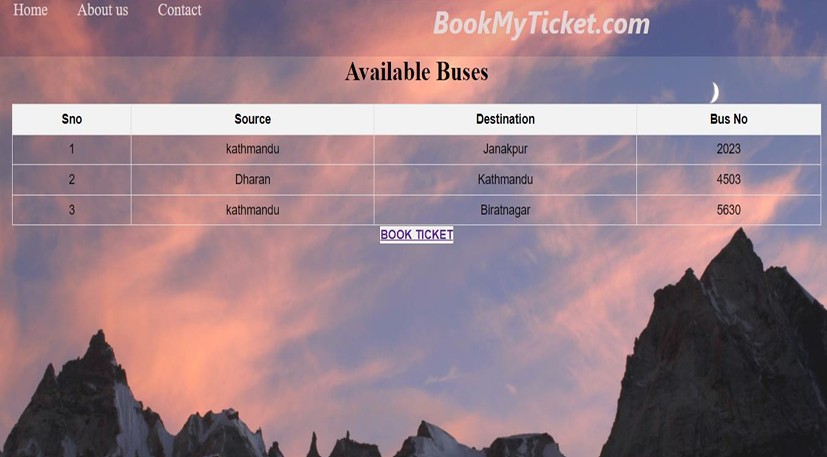 Home About us Contact
BookMyTicket.com
Available Buses
Sno Source Destination Bus No
1 kathmandu Janakpur 2023
2 Dharan Kathmandu 4503
3 kathmandu Biratnagar 5630
BOOK TICKET